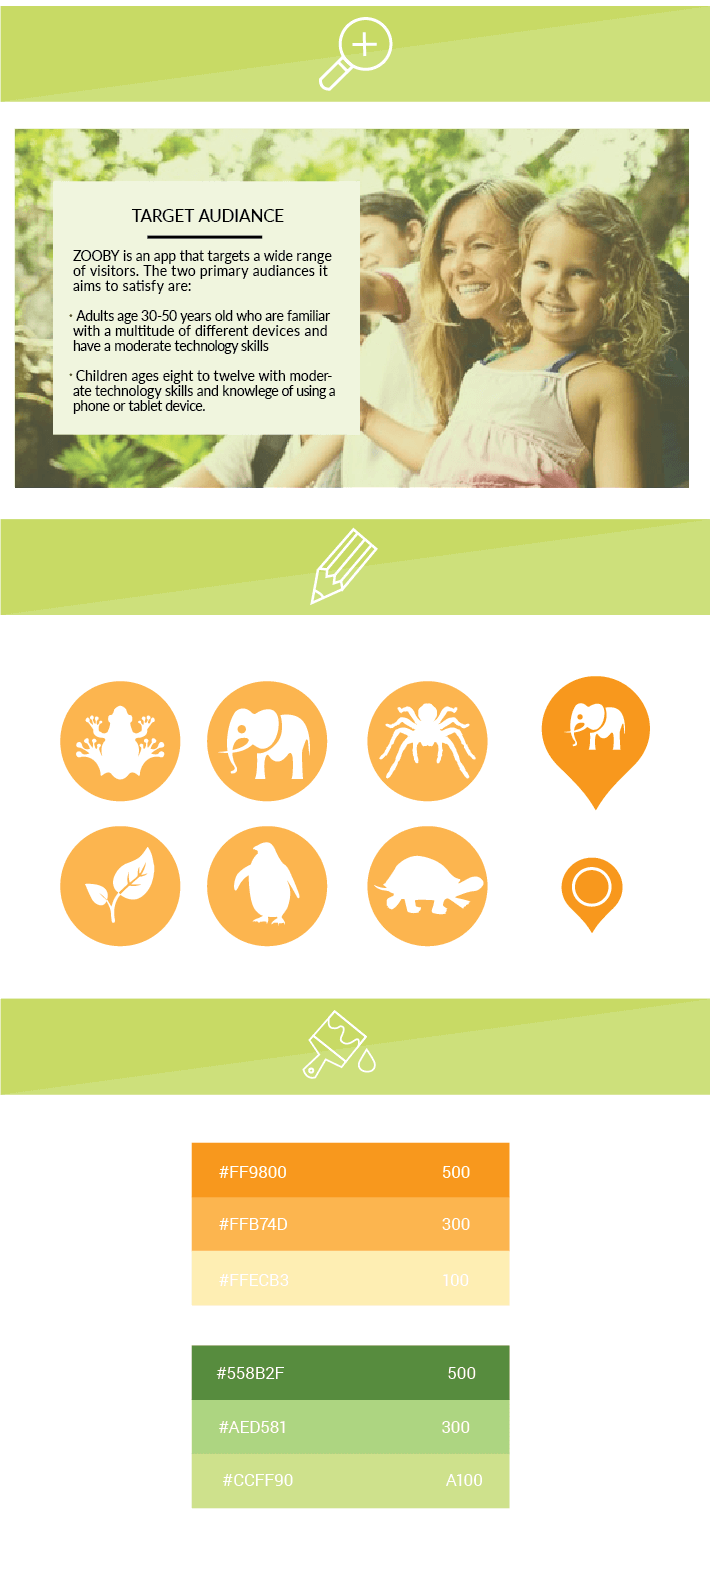 TARGET AUDIANCE
ZOOBY is an app that targets a wide range
of visitors. The two primary audiances it
aims to satisfy are:
· Adults age 30-50 years old who are familiar
with a multitude of different devices and
have a moderate technology skills
· Children ages eight to twelve with moder-
ate technology skills and knowlege of using a
phone or tablet device.
#FF9800 500
#FFB74D 300
#FFECB3 100
#558B2F 500
#AED581 300
#CCFF90 A100